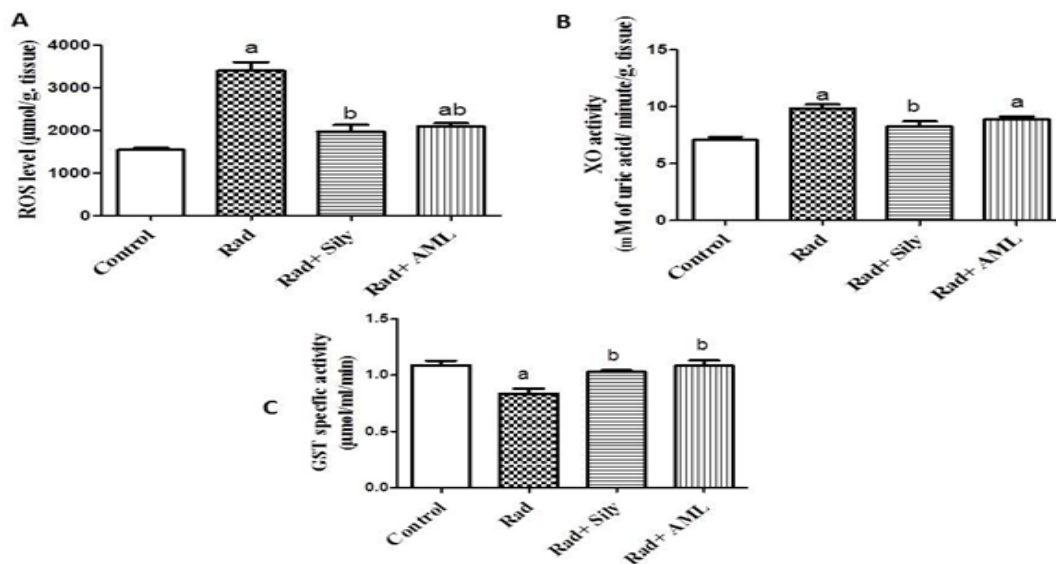 A
ROS level (µmol/g. tissue)
4000
3000
2000
1000
0
a
b
ab
Control
Rad
Rad+ Sily
Rad+ AML
B
XO activity
(mM of uric acid/ minute/g. tissue)
15
10
5
0
a
b
a
Control
Rad
Rad+ Sily
Rad+ AML
C
GST specfic activity
(µmol/ml/min)
1.5
1.0
0.5
0.0
a
b
b
Control
Rad
Rad+ Sily
Rad+ AML